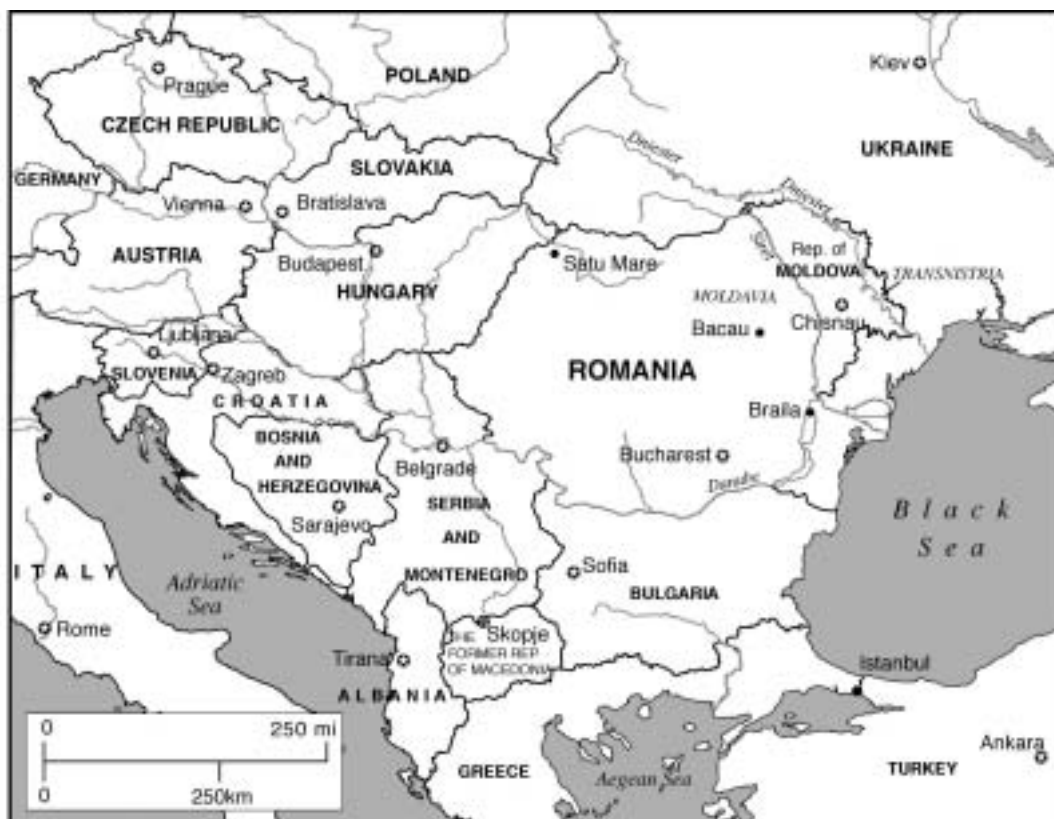 Kiev
Prague
POLAND
CZECH REPUBLIC
Dniester
UKRAINE
SLOVAKIA
GERMANY
Dniester
Vienna
Bratislava
Rep. of
MOLDOVA
AUSTRIA
Budapest
Satu Mare
TRANSNISTRIA
HUNGARY
MOLDAVIA
Chisnau
Bacau
Ljubljana
SLOVENIA
Zagreb
ROMANIA
CROATIA
Braila
BOSNIA
AND
HERZEGOVINA
Belgrade
Bucharest
Danube
SERBIA
AND
MONTENEGRO
Sarajevo
Black
Sea
ITALY
Adriatic
Sea
Sofia
BULGARIA
Rome
Skopje
THE
FORMER REP
OF MACEDONIA
Tirana
ALBANIA
Istanbul
0 250 mi
0 250km
GREECE
Aegean Sea
TURKEY
Ankara